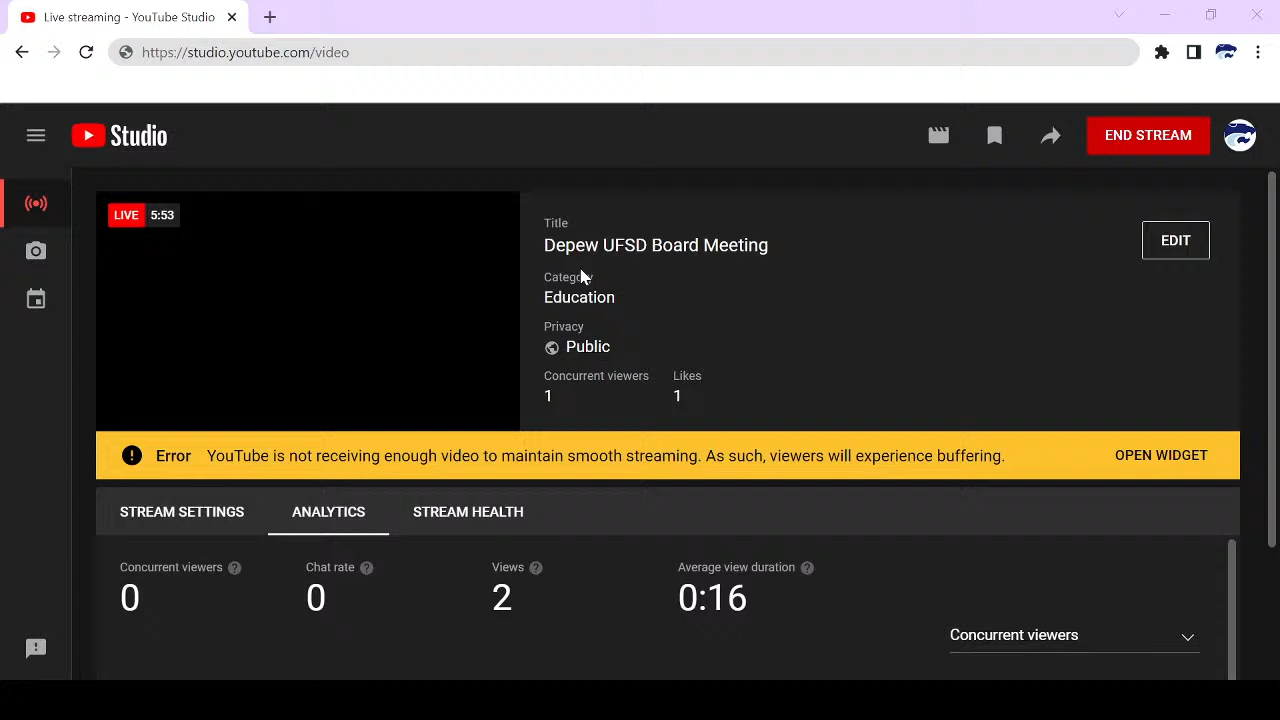 Live streaming - YouTube Studio
https://studio.youtube.com/video
Studio
END STREAM
LIVE 5:53
Title
Depew UFSD Board Meeting
EDIT
Category
Education
Privacy
Public
Concurrent viewers Likes
1 1
Error YouTube is not receiving enough video to maintain smooth streaming. As such, viewers will experience buffering. OPEN WIDGET
STREAM SETTINGS ANALYTICS STREAM HEALTH
Concurrent viewers Chat rate Views Average view duration
0 0 2 0:16
Concurrent viewers